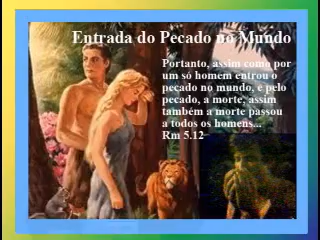 Entrada do Pecado no Mundo
Portanto, assim como por
um só homem entrou o
pecado no mundo, e pelo
pecado, a morte, assim
também a morte passou
a todos os homens...
Rm 5.12